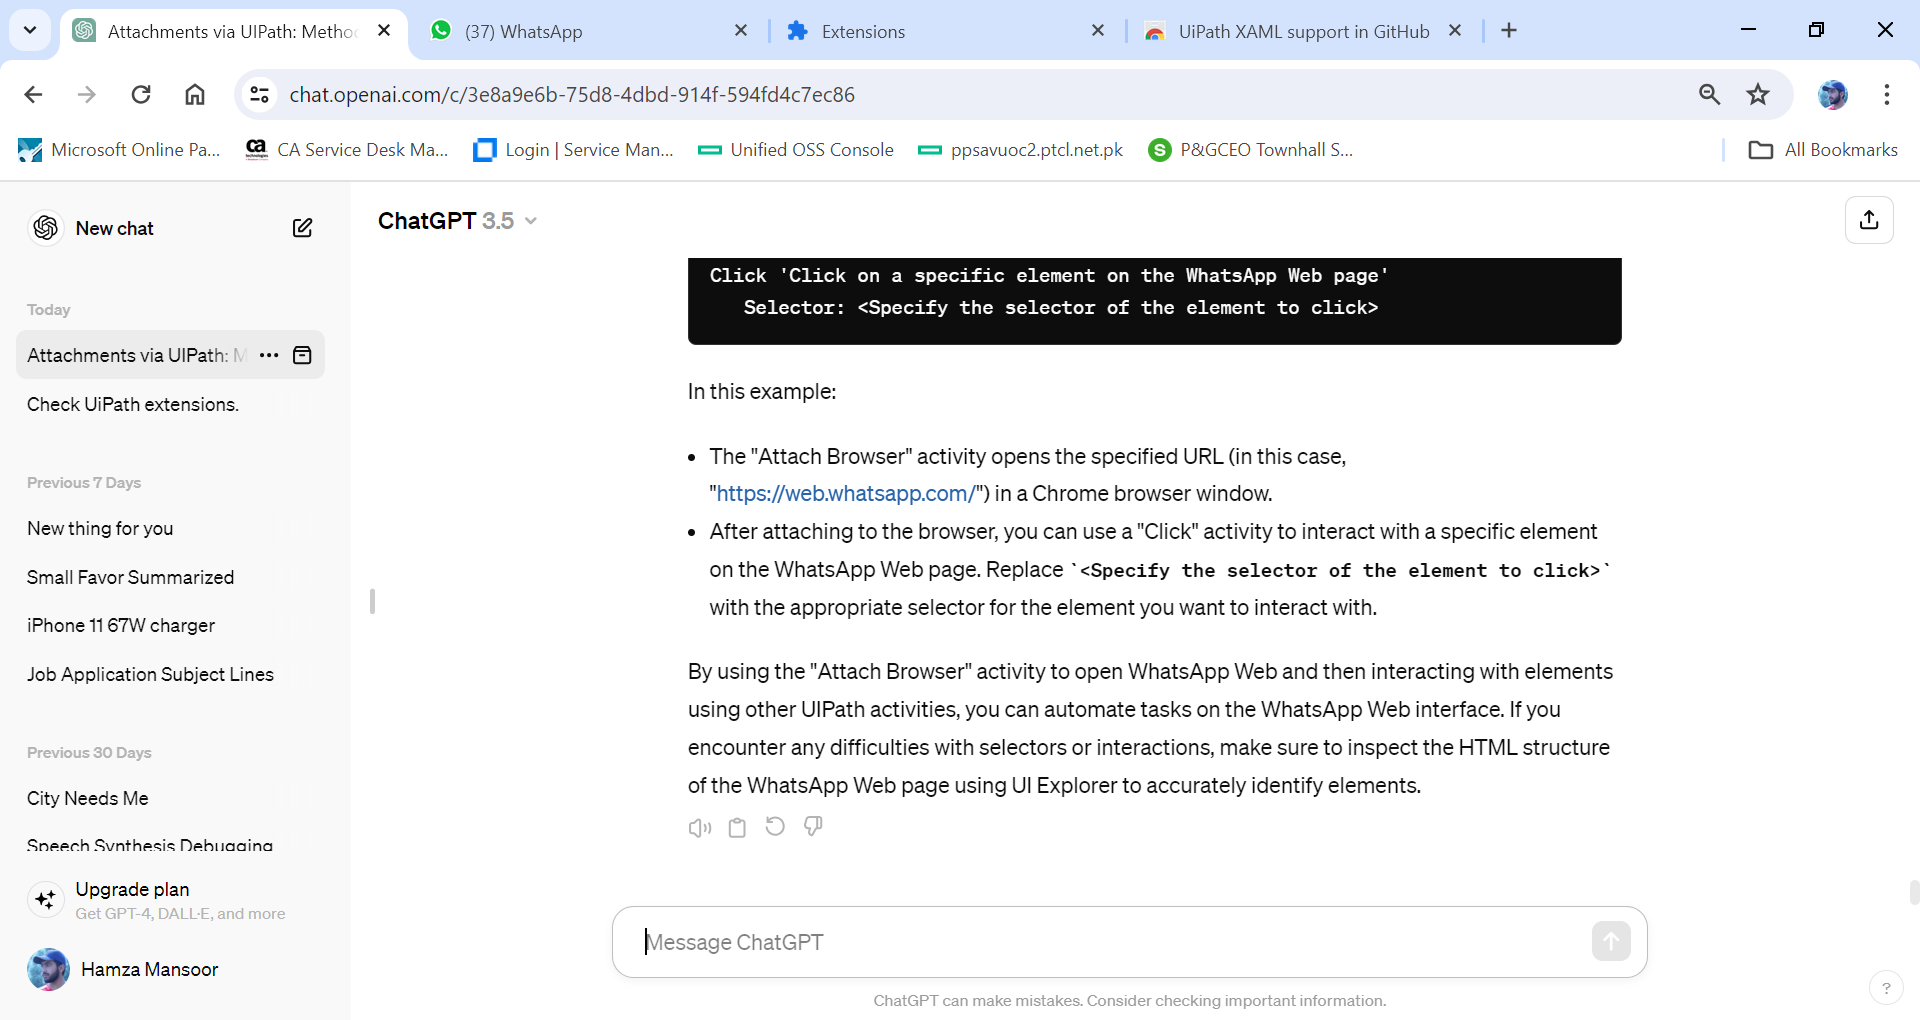 Attachments via UIPath: Metho
(37) WhatsApp
Extensions
UiPath XAML support in GitHub
chat.openai.com/c/3e8a9e6b-75d8-4dbd-914f-594fd4c7ec86
Microsoft Online Pa...
CA Service Desk Ma...
Login | Service Man...
Unified OSS Console
ppsavuoc2.ptcl.net.pk
P&GCEO Townhall S...
All Bookmarks
New chat
Today
Attachments via UIPath: M
Check UiPath extensions.
Previous 7 Days
New thing for you
Small Favor Summarized
iPhone 11 67W charger
Job Application Subject Lines
Previous 30 Days
City Needs Me
Speech Synthesis Debugging
Upgrade plan
Get GPT-4, DALL·E, and more
Hamza Mansoor
ChatGPT 3.5
Click 'Click on a specific element on the WhatsApp Web page'
Selector: <Specify the selector of the element to click>
In this example:
• The "Attach Browser" activity opens the specified URL (in this case,
"https://web.whatsapp.com/") in a Chrome browser window.
• After attaching to the browser, you can use a "Click" activity to interact with a specific element
on the WhatsApp Web page. Replace `<Specify the selector of the element to click>`
with the appropriate selector for the element you want to interact with.
By using the "Attach Browser" activity to open WhatsApp Web and then interacting with elements
using other UIPath activities, you can automate tasks on the WhatsApp Web interface. If you
encounter any difficulties with selectors or interactions, make sure to inspect the HTML structure
of the WhatsApp Web page using UI Explorer to accurately identify elements.
Message ChatGPT
ChatGPT can make mistakes. Consider checking important information.
?